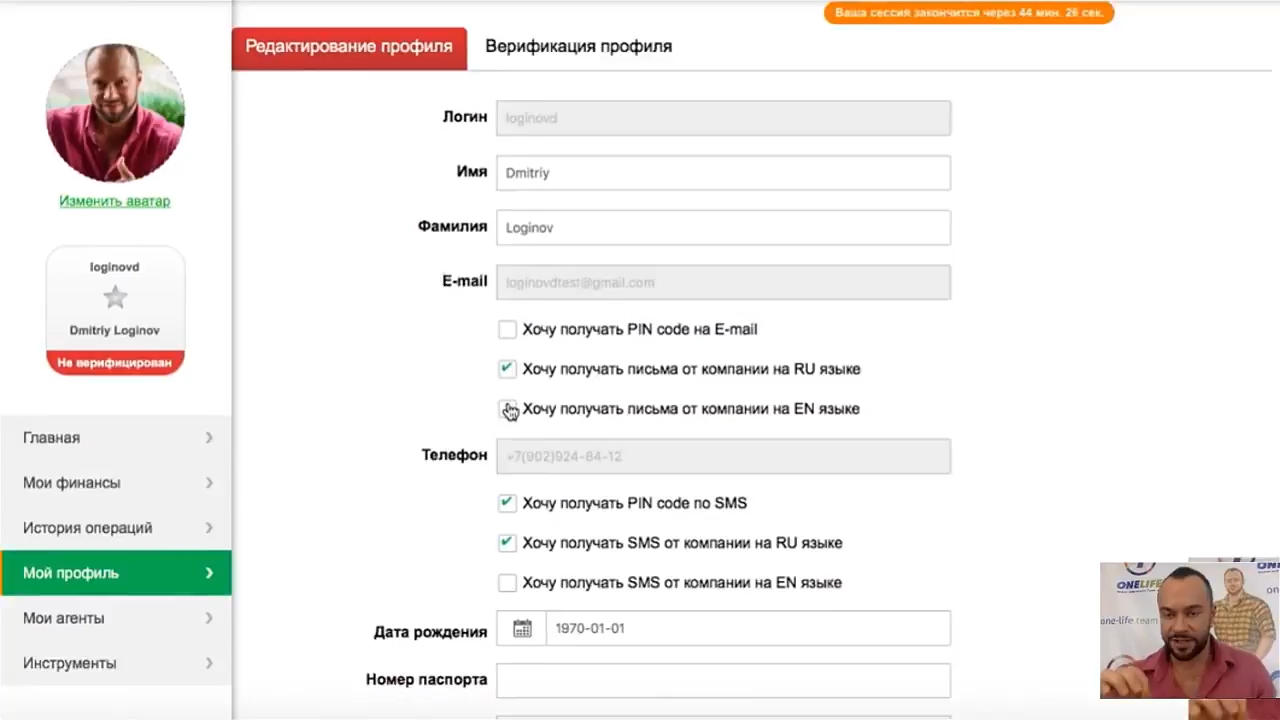 Ваша сессия закончится через 44 мин. 26 сек.
Редактирование профиля
Верификация профиля
Изменить аватар
loginovd
Dmitriy Loginov
Не верифицирован
Главная
Мои финансы
История операций
Мой профиль
Мои агенты
Инструменты
Логин
loginovd
Имя
Dmitriy
Фамилия
Loginov
E-mail
loginovdtest@gmail.com
Хочу получать PIN code на E-mail
Хочу получать письма от компании на RU языке
Хочу получать письма от компании на EN языке
Телефон
+7(902)924-84-12
Хочу получать PIN code по SMS
Хочу получать SMS от компании на RU языке
Хочу получать SMS от компании на EN языке
Дата рождения
1970-01-01
Номер паспорта
ONELIFE
one-life.team